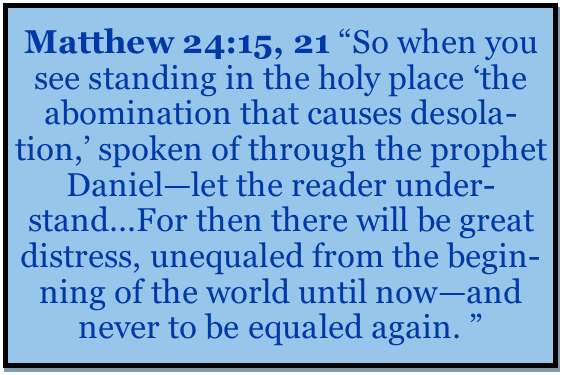 Matthew 24:15, 21 “So when you
see standing in the holy place ‘the
abomination that causes desola-
tion,’ spoken of through the prophet
Daniel—let the reader under-
stand...For then there will be great
distress, unequaled from the begin-
ning of the world until now—and
never to be equaled again. ”